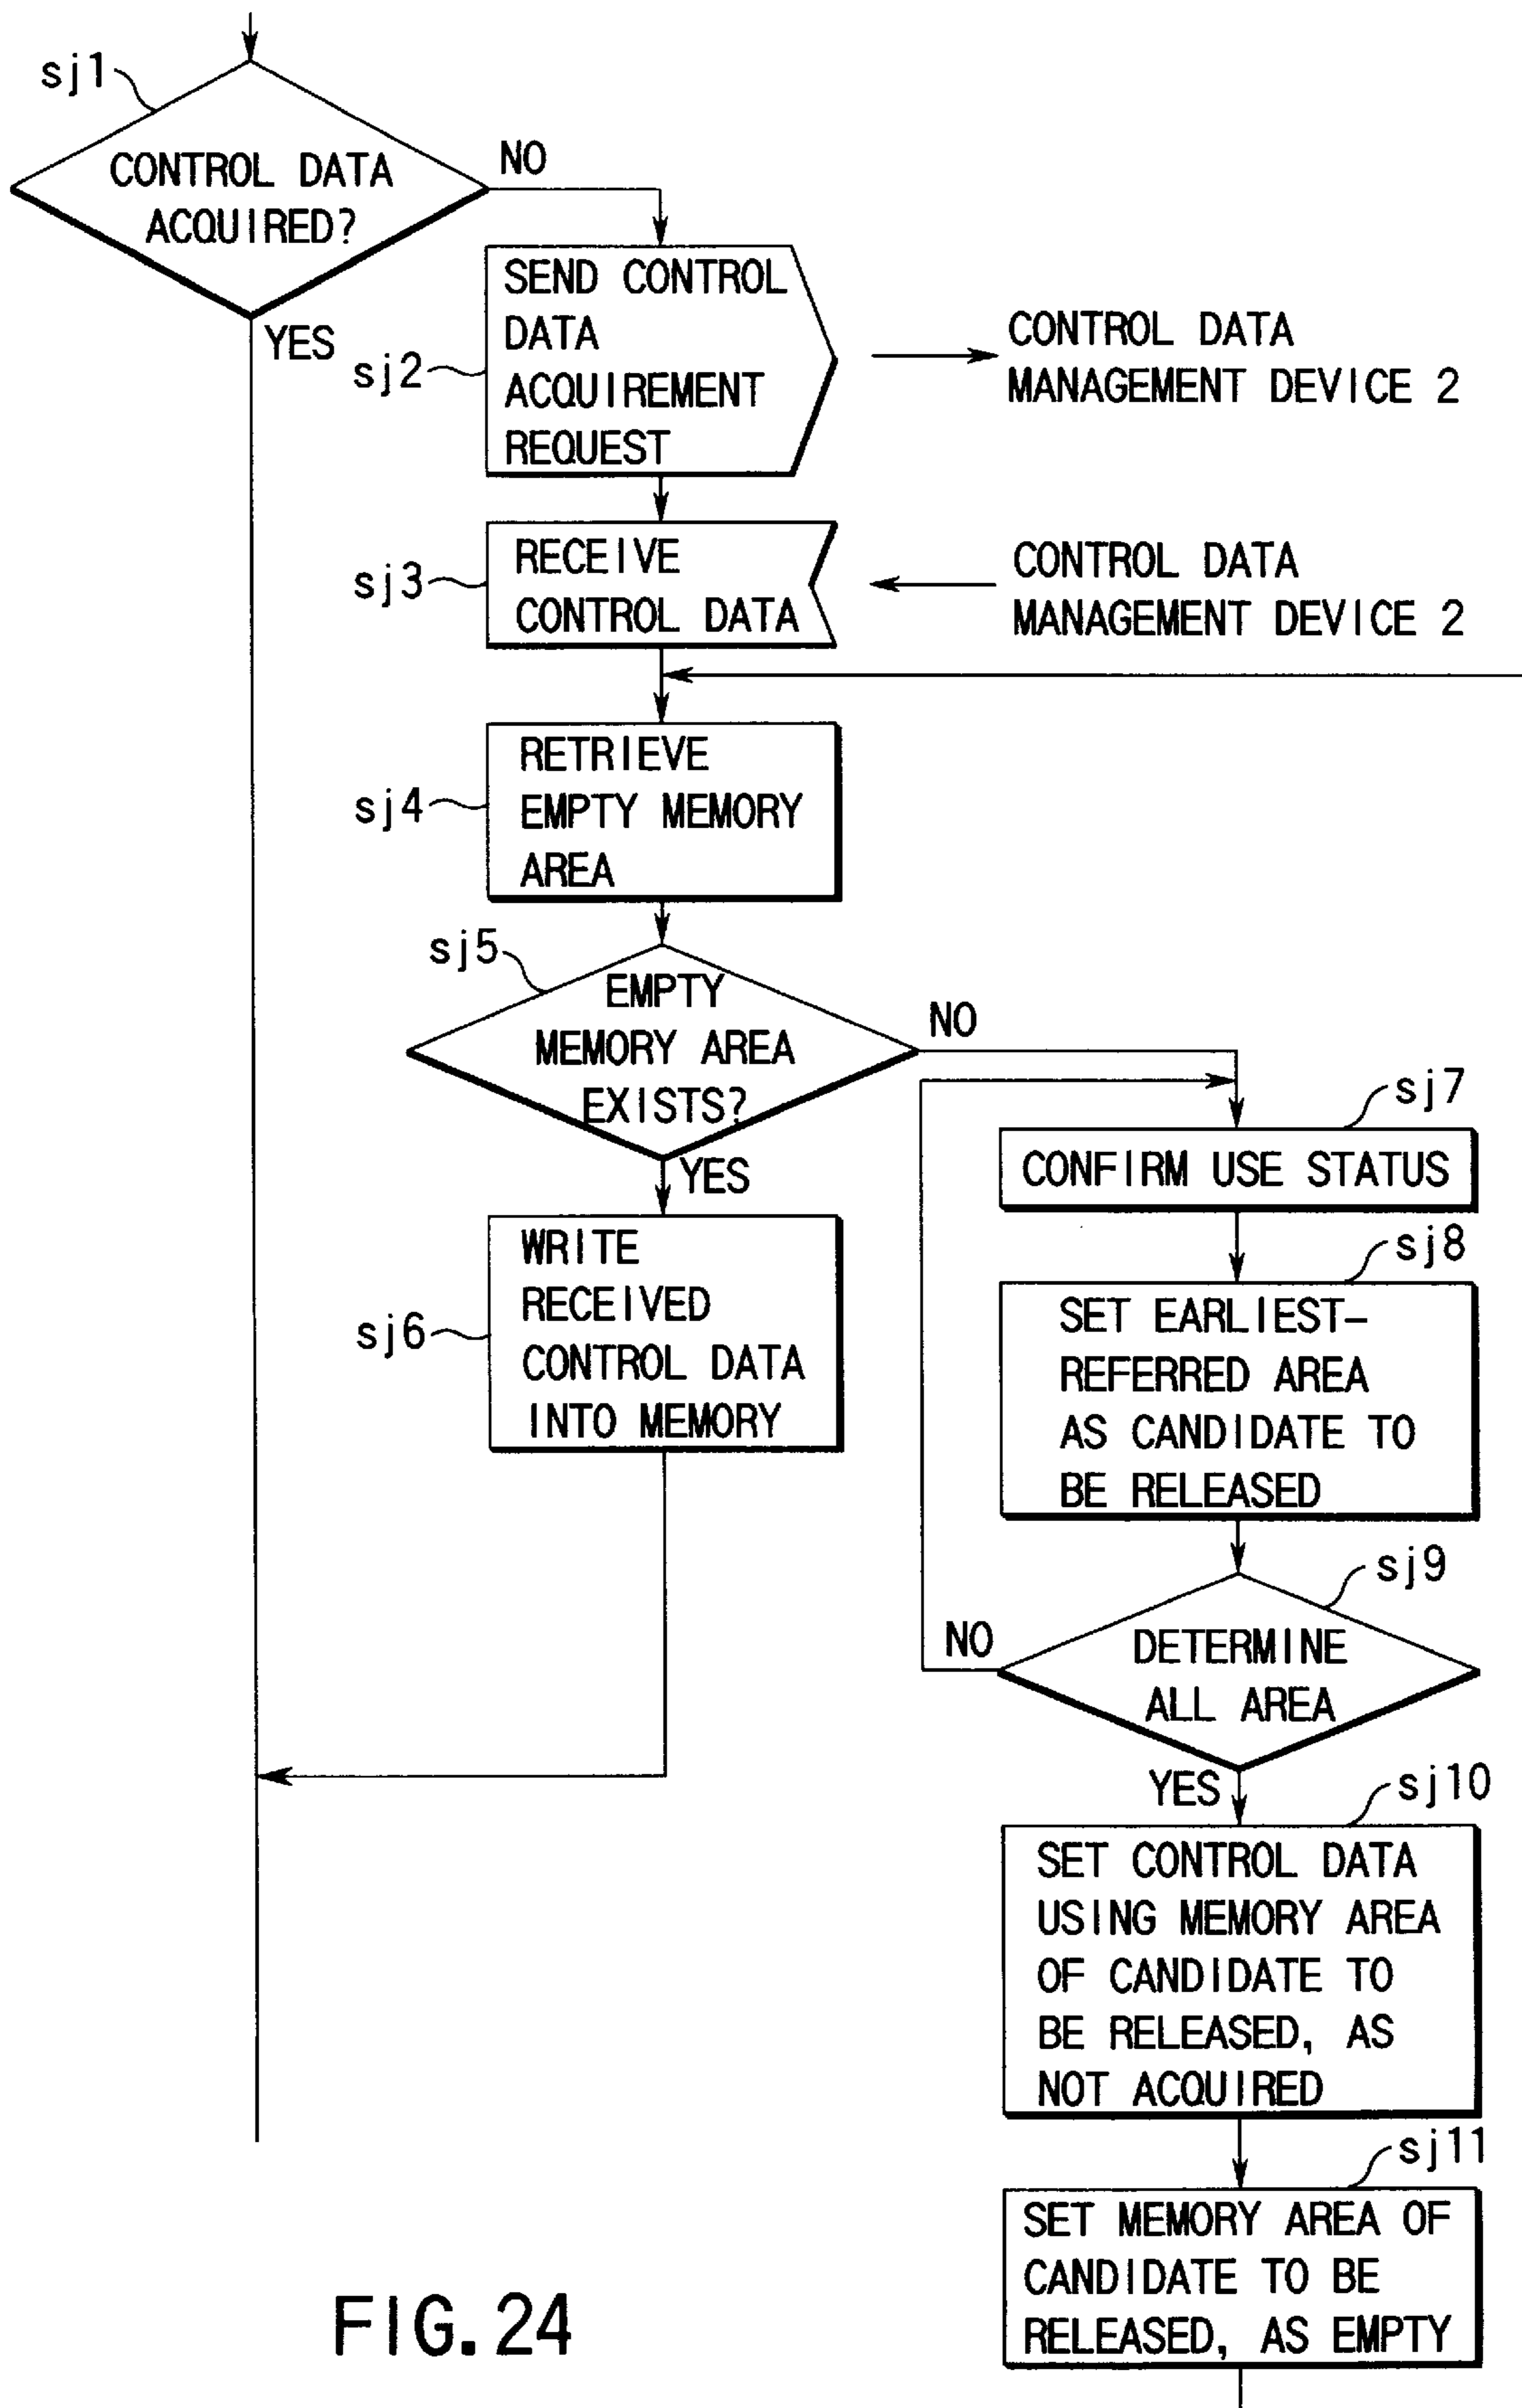 sj1
CONTROL DATA
ACQUIRED?
NO
YES
sj2
SEND CONTROL
DATA
ACQUIREMENT
REQUEST
CONTROL DATA
MANAGEMENT DEVICE 2
sj3
RECEIVE
CONTROL DATA
CONTROL DATA
MANAGEMENT DEVICE 2
sj4
RETRIEVE
EMPTY MEMORY
AREA
sj5
EMPTY
MEMORY AREA
EXISTS?
NO
YES
sj6
WRITE
RECEIVED
CONTROL DATA
INTO MEMORY
sj7
CONFIRM USE STATUS
sj8
SET EARLIEST-
REFERRED AREA
AS CANDIDATE TO
BE RELEASED
sj9
NO
DETERMINE
ALL AREA
YES
sj10
SET CONTROL DATA
USING MEMORY AREA
OF CANDIDATE TO
BE RELEASED, AS
NOT ACQUIRED
sj11
SET MEMORY AREA OF
CANDIDATE TO BE
RELEASED, AS EMPTY
FIG. 24